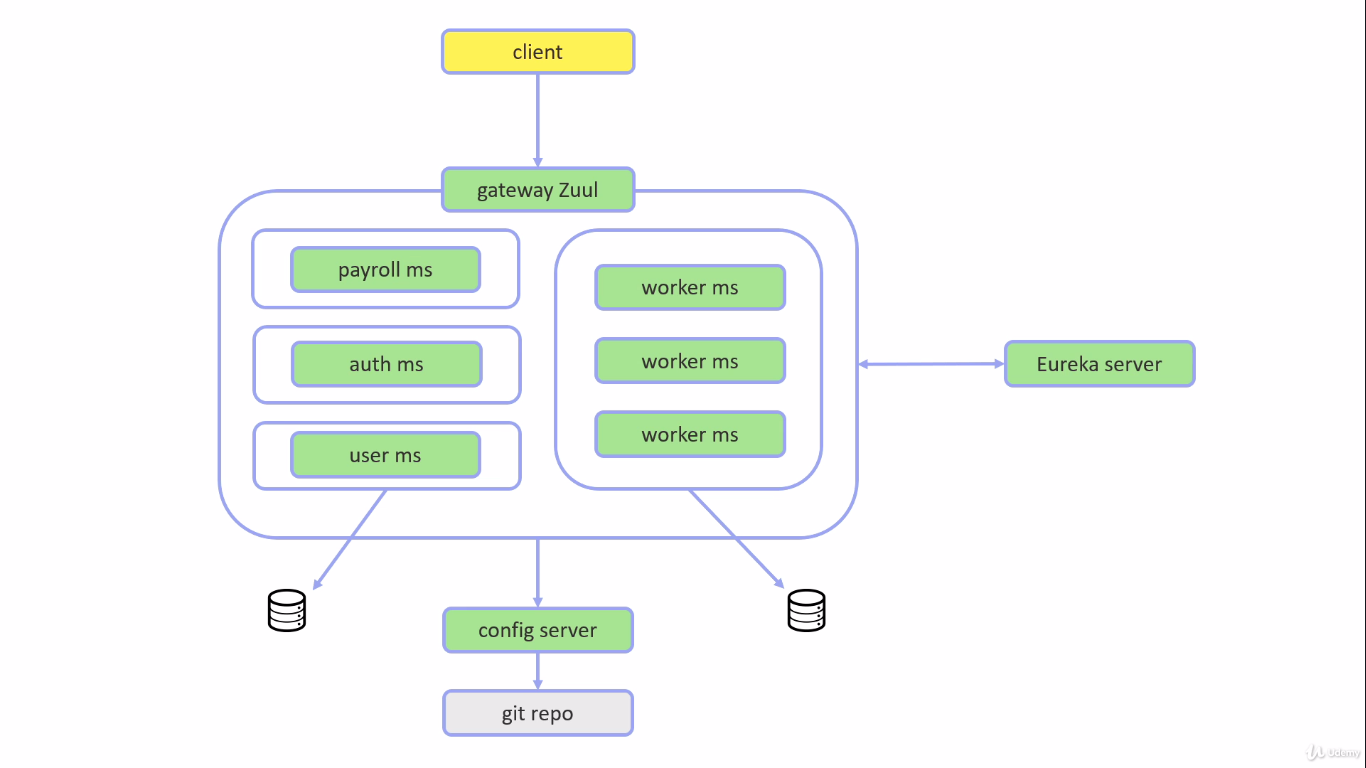 client
gateway Zuul
payroll ms
worker ms
auth ms
worker ms
Eureka server
user ms
worker ms
config server
git repo
Udemy